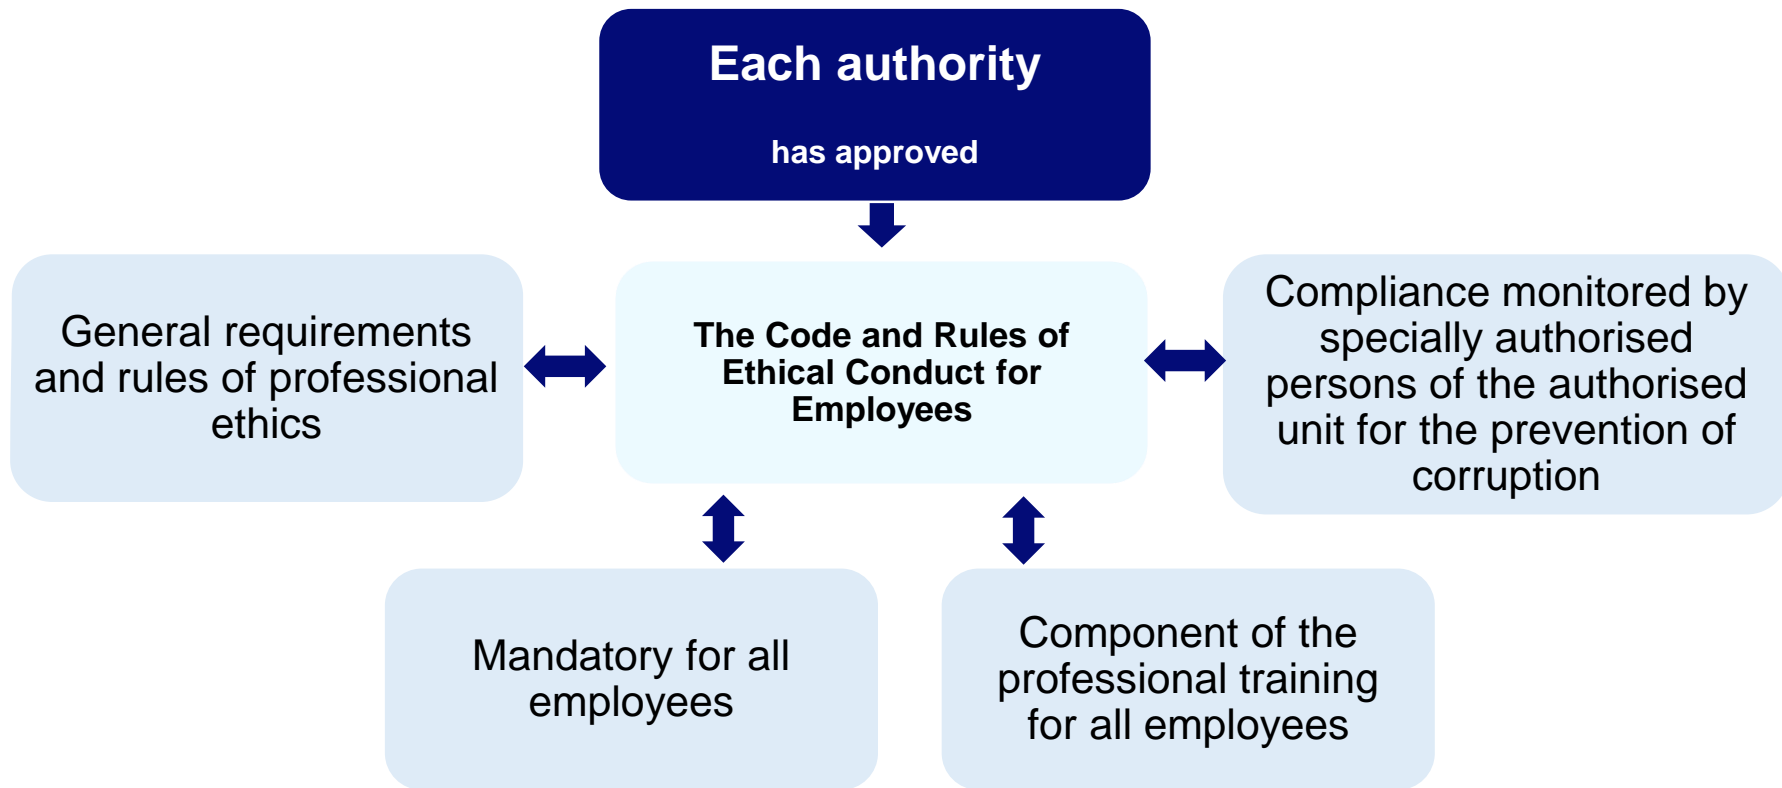 Each authority
has approved
General requirements
and rules of professional
ethics
The Code and Rules of
Ethical Conduct for
Employees
Compliance monitored by
specially authorised
persons of the authorised
unit for the prevention of
corruption
Mandatory for all
employees
Component of the
professional training
for all employees